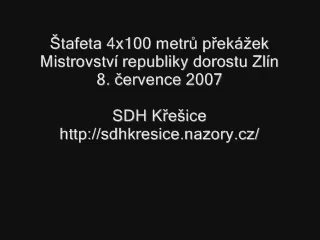 Štafeta 4x100 metrů překážek
Mistrovství republiky dorostu Zlín
8. července 2007
SDH Křešice
http://sdhkresice.nazory.cz/